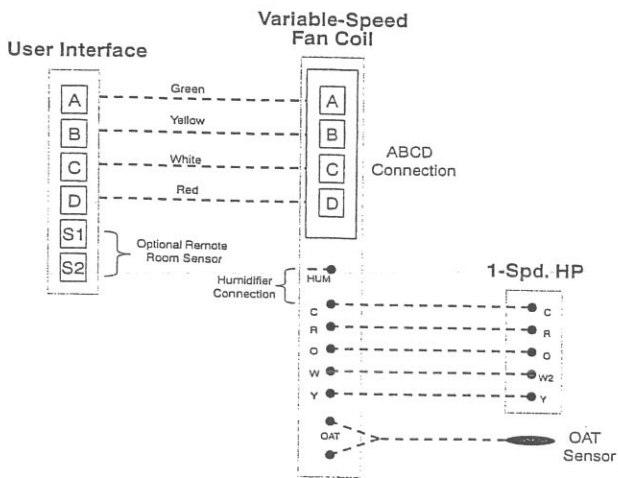 Variable-Speed
Fan Coil
User Interface
A
Green
A
B
Yellow
B
C
White
C
ABCD
Connection
D
Red
D
S1
S2
Optional Remote
Room Sensor
HUM
Humidifier
Connection
1-Spd. HP
C
C
R
R
O
O
W
W2
Y
Y
OAT
OAT
Sensor